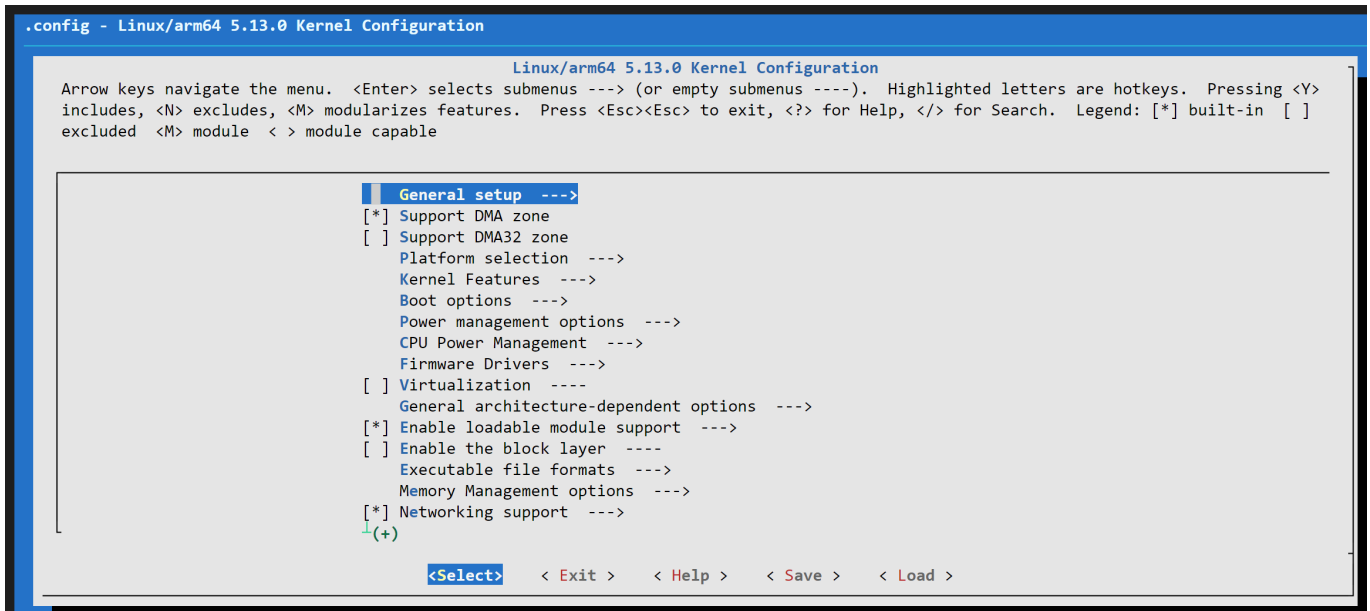 .config - Linux/arm64 5.13.0 Kernel Configuration
Linux/arm64 5.13.0 Kernel Configuration
Arrow keys navigate the menu.  <Enter> selects submenus ---> (or empty submenus ----).  Highlighted letters are hotkeys.  Pressing <Y>
includes, <N> excludes, <M> modularizes features.  Press <Esc><Esc> to exit, <?> for Help, </> for Search.  Legend: [*] built-in  [ ]
excluded  <M> module  < > module capable
General setup  --->
[*] Support DMA zone
[ ] Support DMA32 zone
Platform selection  --->
Kernel Features  --->
Boot options  --->
Power management options  --->
CPU Power Management  --->
Firmware Drivers  --->
[ ] Virtualization  ----
General architecture-dependent options  --->
[*] Enable loadable module support  --->
[ ] Enable the block layer  ----
Executable file formats  --->
Memory Management options  --->
[*] Networking support  --->
┴(+)
<Select>    < Exit >    < Help >    < Save >    < Load >